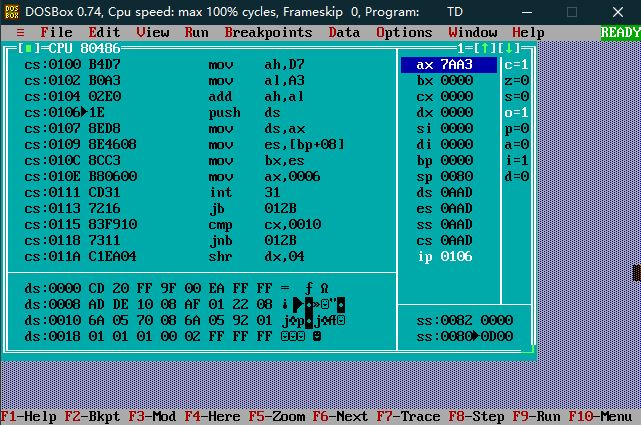 DOSBox 0.74, Cpu speed: max 100% cycles, Frameskip 0, Program: TD
≡ File Edit View Run Breakpoints Data Options Window Help READY
[■]=CPU 80486 1=[↑][↓]
cs:0100 B4D7 mov ah,D7 ax 7AA3 c=1
cs:0102 B0A3 mov al,A3 bx 0000 z=0
cs:0104 02E0 add ah,al cx 0000 s=0
cs:0106►1E push ds dx 0000 o=1
cs:0107 8ED8 mov ds,ax si 0000 p=0
cs:0109 8E4608 mov es,[bp+08] di 0000 a=0
cs:010C 8CC3 mov bx,es bp 0000 i=1
cs:010E B80600 mov ax,0006 sp 0080 d=0
cs:0111 CD31 int 31 ds 0AAD
cs:0113 7216 jb 012B es 0AAD
cs:0115 83F910 cmp cx,0010 ss 0AAD
cs:0118 7311 jnb 012B cs 0AAD
cs:011A C1EA04 shr dx,04 ip 0106
ds:0000 CD 20 FF 9F 00 EA FF FF = ƒ Ω
ds:0008 AD DE 10 08 AF 01 22 08
ds:0010 6A 05 70 08 6A 05 92 01 ss:0082 0000
ds:0018 01 01 01 00 02 FF FF FF ss:0080►0D00
F1-Help F2-Bkpt F3-Mod F4-Here F5-Zoom F6-Next F7-Trace F8-Step F9-Run F10-Menu